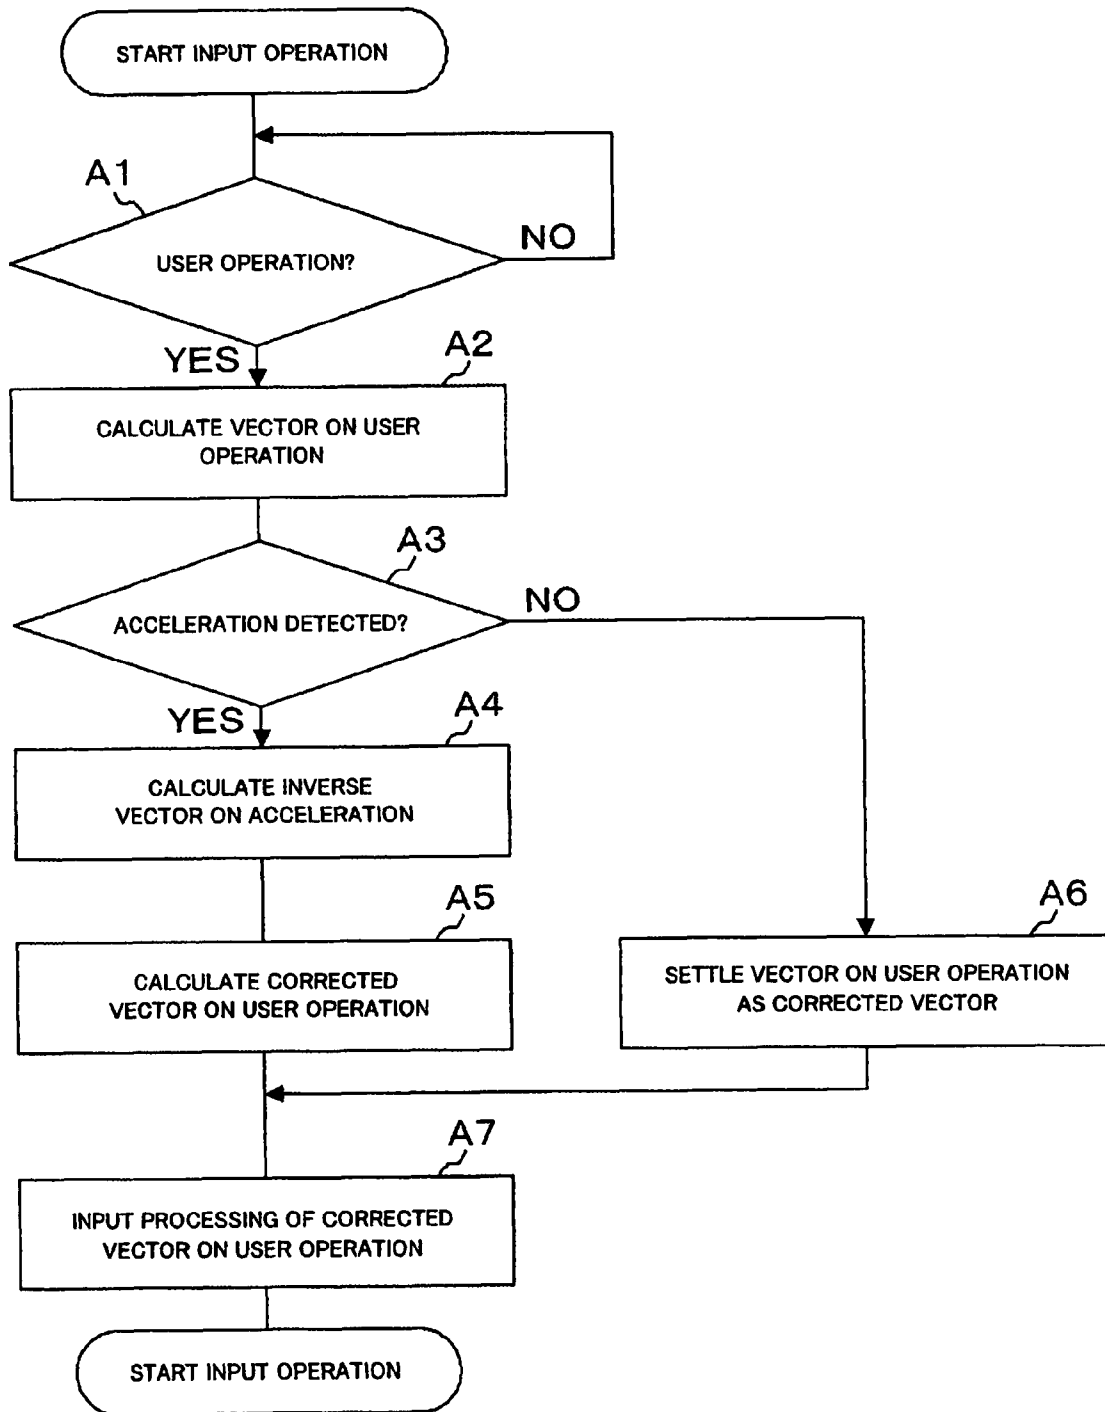 START INPUT OPERATION
A1
USER OPERATION?
NO
YES
A2
CALCULATE VECTOR ON USER
OPERATION
A3
ACCELERATION DETECTED?
NO
YES
A4
CALCULATE INVERSE
VECTOR ON ACCELERATION
A5
CALCULATE CORRECTED
VECTOR ON USER OPERATION
A6
SETTLE VECTOR ON USER OPERATION
AS CORRECTED VECTOR
A7
INPUT PROCESSING OF CORRECTED
VECTOR ON USER OPERATION
START INPUT OPERATION